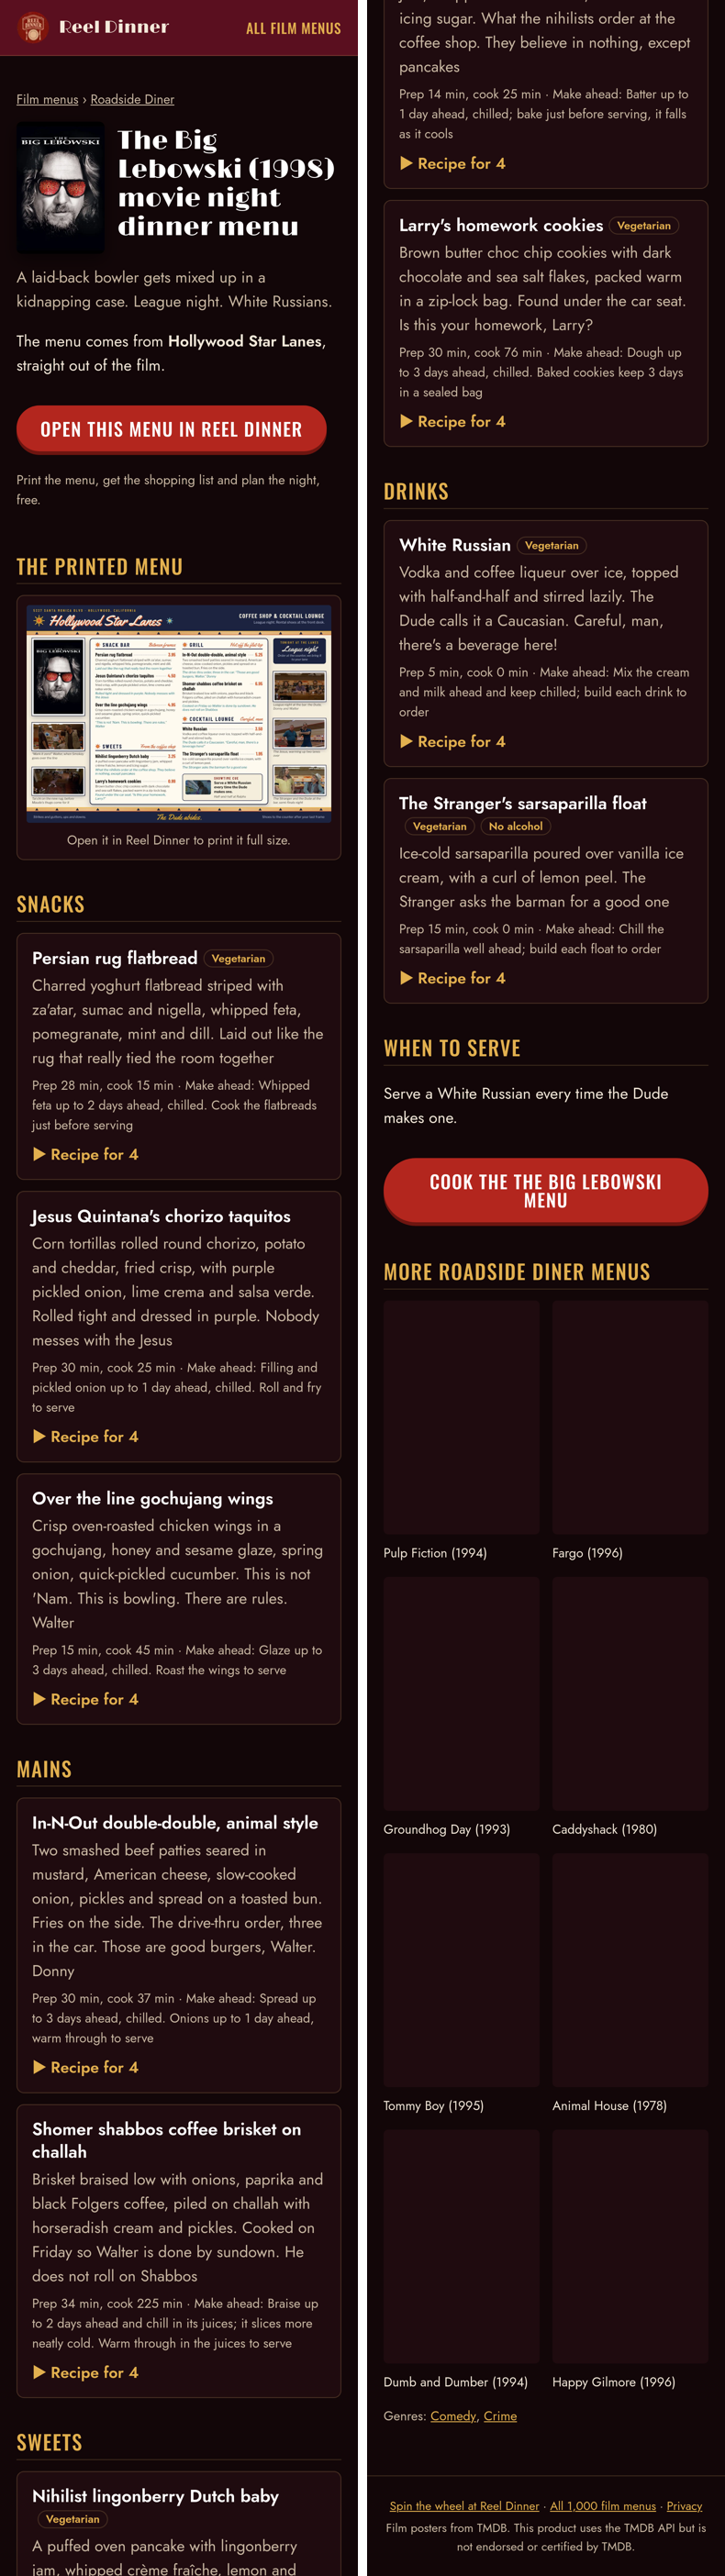 Reel Dinner
ALL FILM MENUS
Film menus › Roadside Diner
THE
BIG LEBOWSKI
The Big
Lebowski (1998)
movie night
dinner menu
A laid-back bowler gets mixed up in a
kidnapping case. League night. White Russians.
The menu comes from Hollywood Star Lanes,
straight out of the film.
OPEN THIS MENU IN REEL DINNER
Print the menu, get the shopping list and plan the night,
free.
THE PRINTED MENU
Hollywood Star Lanes
COFFEE SHOP & COCKTAIL LOUNGE
SNACK BAR
GRILL
League night
COCKTAIL LOUNGE
SWEETS
The Dude abides.
Open it in Reel Dinner to print it full size.
SNACKS
Persian rug flatbread Vegetarian
Charred yoghurt flatbread striped with
za'atar, sumac and nigella, whipped feta,
pomegranate, mint and dill. Laid out like the
rug that really tied the room together
Prep 28 min, cook 15 min · Make ahead: Whipped
feta up to 2 days ahead, chilled. Cook the flatbreads
just before serving
▶ Recipe for 4
Jesus Quintana's chorizo taquitos
Corn tortillas rolled round chorizo, potato
and cheddar, fried crisp, with purple
pickled onion, lime crema and salsa verde.
Rolled tight and dressed in purple. Nobody
messes with the Jesus
Prep 30 min, cook 25 min · Make ahead: Filling and
pickled onion up to 1 day ahead, chilled. Roll and fry
to serve
▶ Recipe for 4
Over the line gochujang wings
Crisp oven-roasted chicken wings in a
gochujang, honey and sesame glaze, spring
onion, quick-pickled cucumber. This is not
'Nam. This is bowling. There are rules.
Walter
Prep 15 min, cook 45 min · Make ahead: Glaze up to
3 days ahead, chilled. Roast the wings to serve
▶ Recipe for 4
MAINS
In-N-Out double-double, animal style
Two smashed beef patties seared in
mustard, American cheese, slow-cooked
onion, pickles and spread on a toasted bun.
Fries on the side. The drive-thru order, three
in the car. Those are good burgers, Walter.
Donny
Prep 30 min, cook 37 min · Make ahead: Spread up
to 3 days ahead, chilled. Onions up to 1 day ahead,
warm through to serve
▶ Recipe for 4
Shomer shabbos coffee brisket on
challah
Brisket braised low with onions, paprika and
black Folgers coffee, piled on challah with
horseradish cream and pickles. Cooked on
Friday so Walter is done by sundown. He
does not roll on Shabbos
Prep 34 min, cook 225 min · Make ahead: Braise up
to 2 days ahead and chill in its juices; it slices more
neatly cold. Warm through in the juices to serve
▶ Recipe for 4
SWEETS
Nihilist lingonberry Dutch baby
Vegetarian
A puffed oven pancake with lingonberry
jam, whipped crème fraîche, lemon and
icing sugar. What the nihilists order at the
coffee shop. They believe in nothing, except
pancakes
Prep 14 min, cook 25 min · Make ahead: Batter up to
1 day ahead, chilled; bake just before serving, it falls
as it cools
▶ Recipe for 4
Larry's homework cookies Vegetarian
Brown butter choc chip cookies with dark
chocolate and sea salt flakes, packed warm
in a zip-lock bag. Found under the car seat.
Is this your homework, Larry?
Prep 30 min, cook 76 min · Make ahead: Dough up
to 3 days ahead, chilled. Baked cookies keep 3 days
in a sealed bag
▶ Recipe for 4
DRINKS
White Russian Vegetarian
Vodka and coffee liqueur over ice, topped
with half-and-half and stirred lazily. The
Dude calls it a Caucasian. Careful, man,
there's a beverage here!
Prep 5 min, cook 0 min · Make ahead: Mix the cream
and milk ahead and keep chilled; build each drink to
order
▶ Recipe for 4
The Stranger's sarsaparilla float
Vegetarian No alcohol
Ice-cold sarsaparilla poured over vanilla ice
cream, with a curl of lemon peel. The
Stranger asks the barman for a good one
Prep 15 min, cook 0 min · Make ahead: Chill the
sarsaparilla well ahead; build each float to order
▶ Recipe for 4
WHEN TO SERVE
Serve a White Russian every time the Dude
makes one.
COOK THE THE BIG LEBOWSKI
MENU
MORE ROADSIDE DINER MENUS
Pulp Fiction (1994)
Fargo (1996)
Groundhog Day (1993)
Caddyshack (1980)
Tommy Boy (1995)
Animal House (1978)
Dumb and Dumber (1994)
Happy Gilmore (1996)
Genres: Comedy, Crime
Spin the wheel at Reel Dinner · All 1,000 film menus · Privacy
Film posters from TMDB. This product uses the TMDB API but is
not endorsed or certified by TMDB.